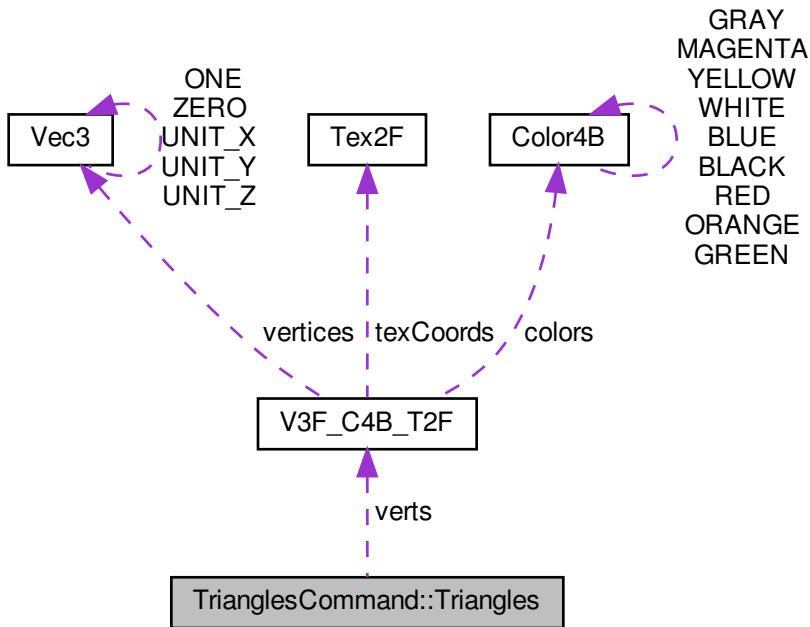 GRAY
MAGENTA
YELLOW
WHITE
BLUE
BLACK
RED
ORANGE
GREEN
ONE
ZERO
UNIT_X
UNIT_Y
UNIT_Z
Vec3
Tex2F
Color4B
vertices
texCoords
colors
V3F_C4B_T2F
verts
TrianglesCommand::Triangles